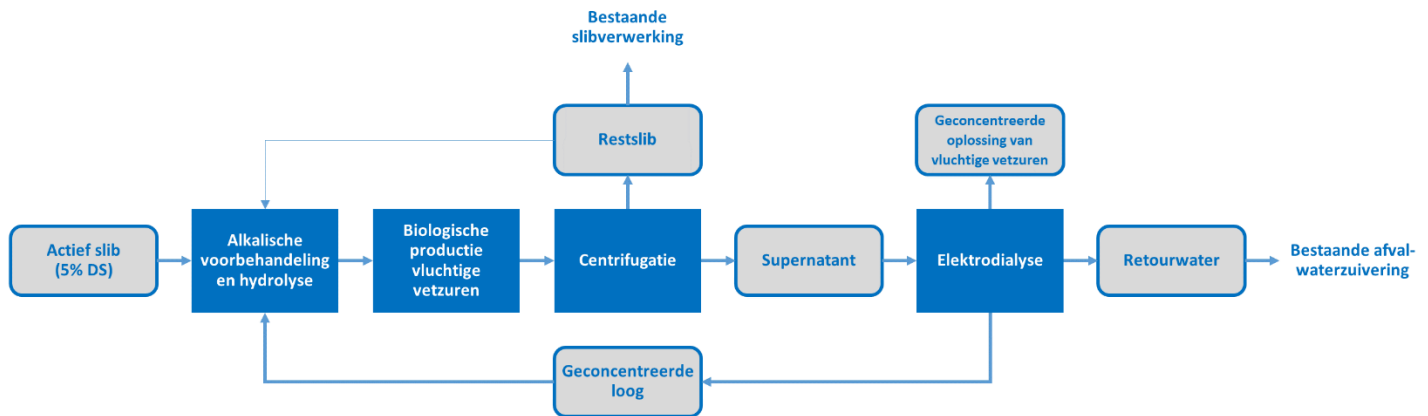 Bestaande
slibverwerking
Restslib
Geconcentreerde
oplossing van
vluchtige vetzuren
Actief slib
(5% DS)
Alkalische
voorbehandeling
en hydrolyse
Biologische
productie
vluchtige
vetzuren
Centrifugatie
Supernatant
Elektrodialyse
Retourwater
Bestaande afval-
waterzuivering
Geconcentreerde
loog